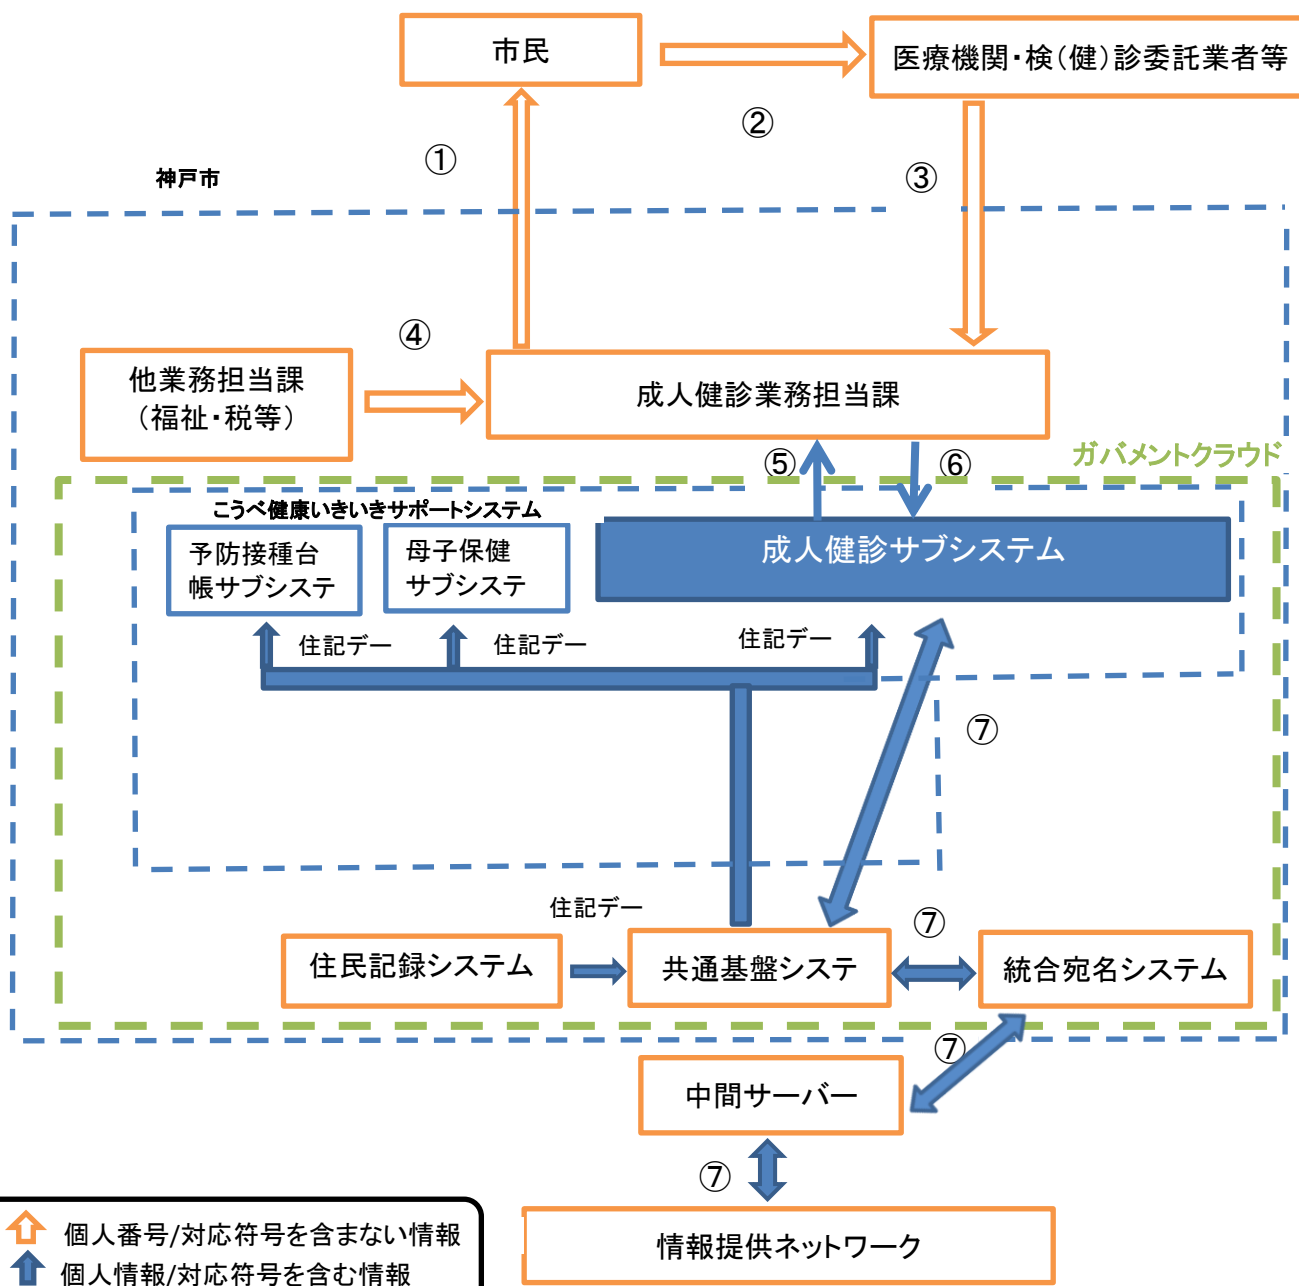 市民
医療機関・検(健)診委託業者等
②
①
③
神戸市
④
他業務担当課
(福祉・税等)
成人健診業務担当課
⑤
⑥
ガバメントクラウド
こうべ健康いきいきサポートシステム
予防接種台
帳サブシステ
母子保健
サブシステ
成人健診サブシステム
住記デー
住記デー
住記デー
⑦
住記デー
⑦
住民記録システム
共通基盤システ
統合宛名システム
⑦
中間サーバー
⑦
情報提供ネットワーク
個人番号/対応符号を含まない情報
個人情報/対応符号を含む情報